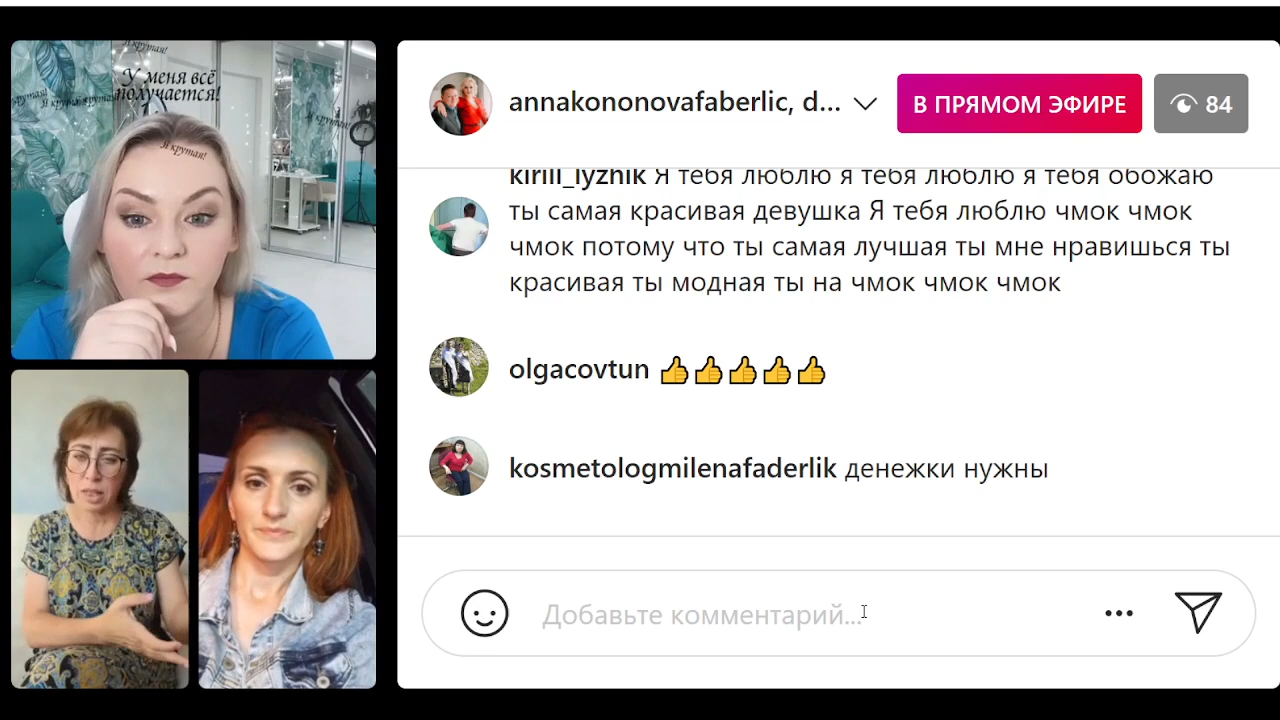 Я крутая!
У меня всё
получается!
Я крутая!
Я крутая!
annakononovafaberlic, d...
В ПРЯМОМ ЭФИРЕ
84
kirill_lyzhik Я тебя люблю я тебя люблю я тебя обожаю
ты самая красивая девушка Я тебя люблю чмок чмок
чмок потому что ты самая лучшая ты мне нравишься ты
красивая ты модная ты на чмок чмок чмок
olgacovtun 👍👍👍👍👍
kosmetologmilenafaderlik денежки нужны
Добавьте комментарий...